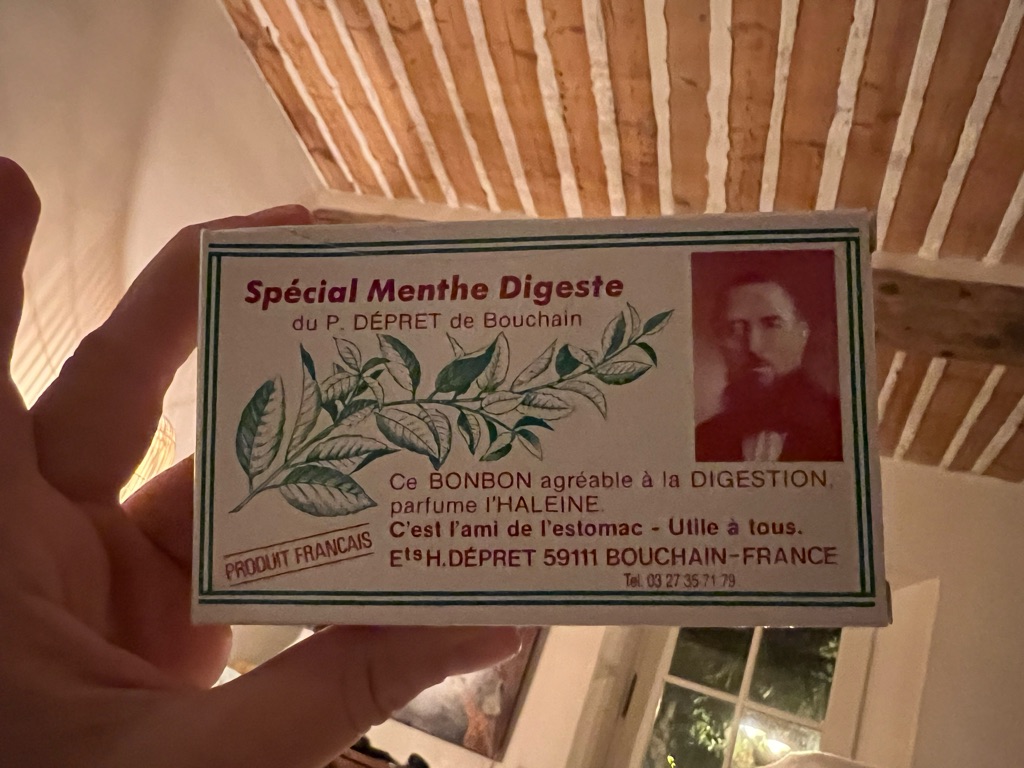 Spécial Menthe Digeste
du P. DÉPRET de Bouchain
Ce BONBON agréable à la DIGESTION,
parfume l'HALEINE.
C'est l'ami de l'estomac - Utile à tous.
Ets H. DÉPRET 59111 BOUCHAIN-FRANCE
Tel. 03 27 35 71 79
PRODUIT FRANCAIS